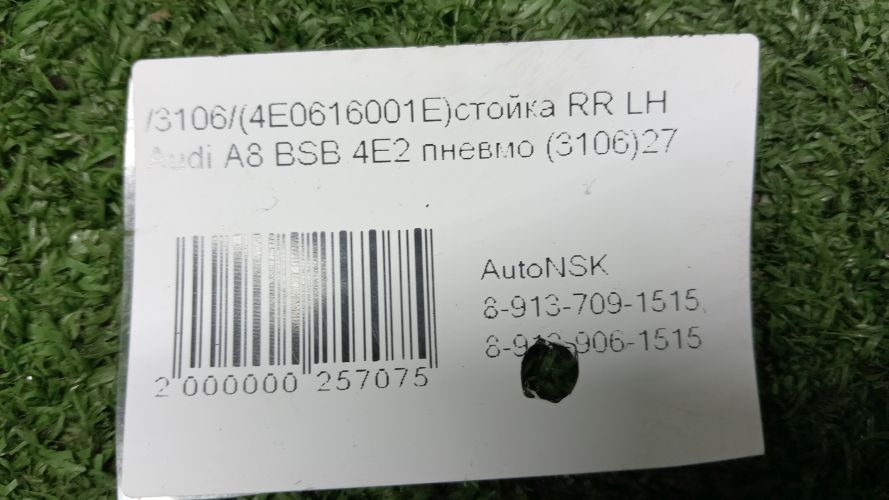 /3106/(4E0616001E)стойка RR LH
Audi A8 BSB 4E2 пневмо (3106)27
AutoNSK
8-913-709-1515,
906-1515
2 000000 257075